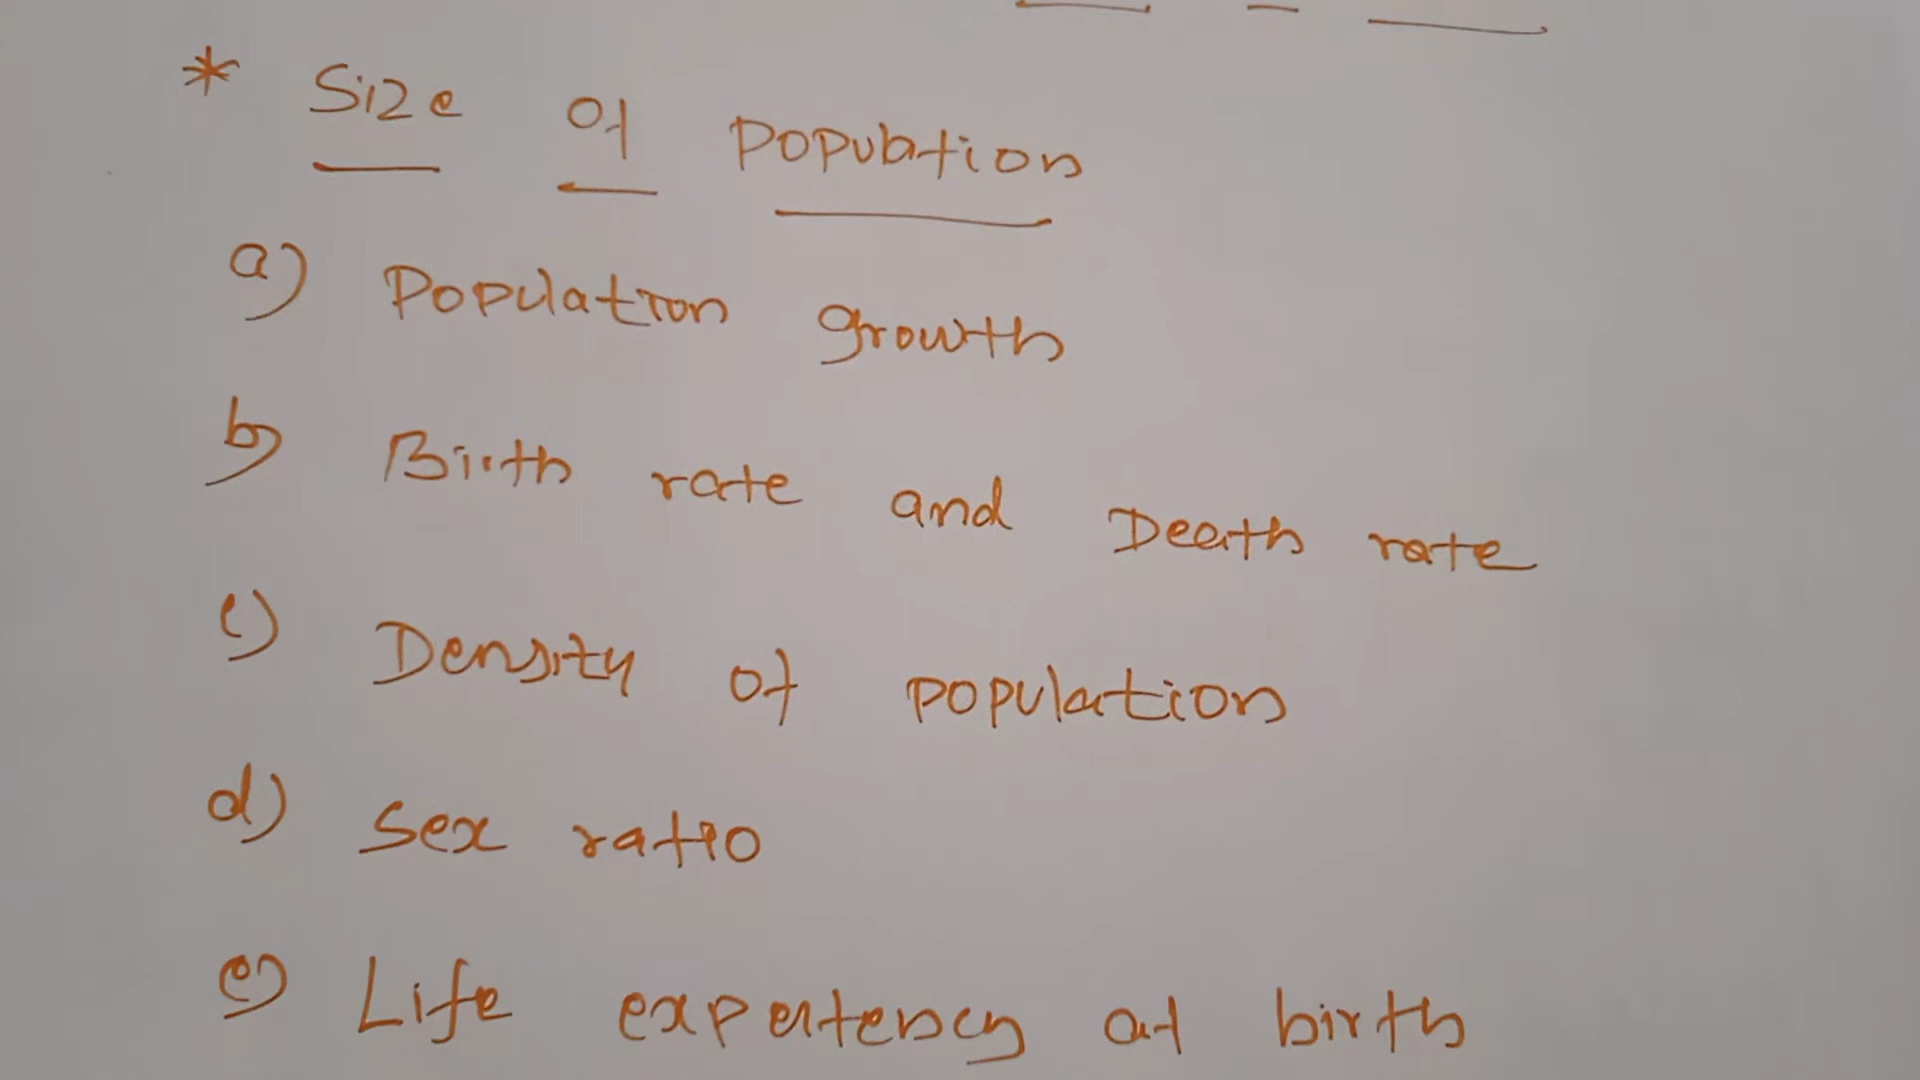 * Size of population
a) Population growth
b) Birth rate and Death rate
c) Density of population
d) Sex ratio
e) Life expectency at birth